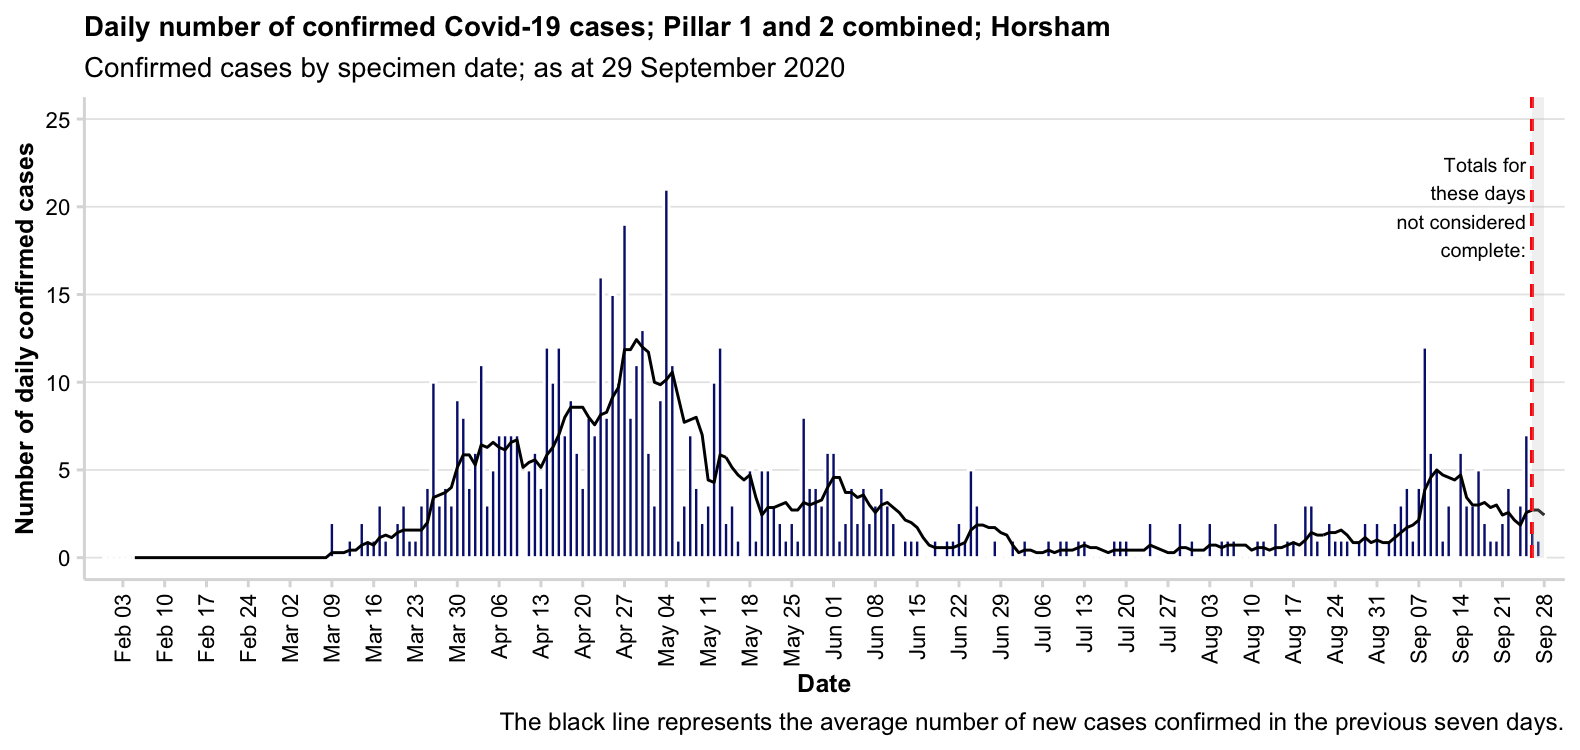 Daily number of confirmed Covid-19 cases; Pillar 1 and 2 combined; Horsham
Confirmed cases by specimen date; as at 29 September 2020
Number of daily confirmed cases
25
20
15
10
5
0
Totals for
these days
not considered
complete:
Feb 03
Feb 10
Feb 17
Feb 24
Mar 02
Mar 09
Mar 16
Mar 23
Mar 30
Apr 06
Apr 13
Apr 20
Apr 27
May 04
May 11
May 18
May 25
Jun 01
Jun 08
Jun 15
Jun 22
Jun 29
Jul 06
Jul 13
Jul 20
Jul 27
Aug 03
Aug 10
Aug 17
Aug 24
Aug 31
Sep 07
Sep 14
Sep 21
Sep 28
Date
The black line represents the average number of new cases confirmed in the previous seven days.